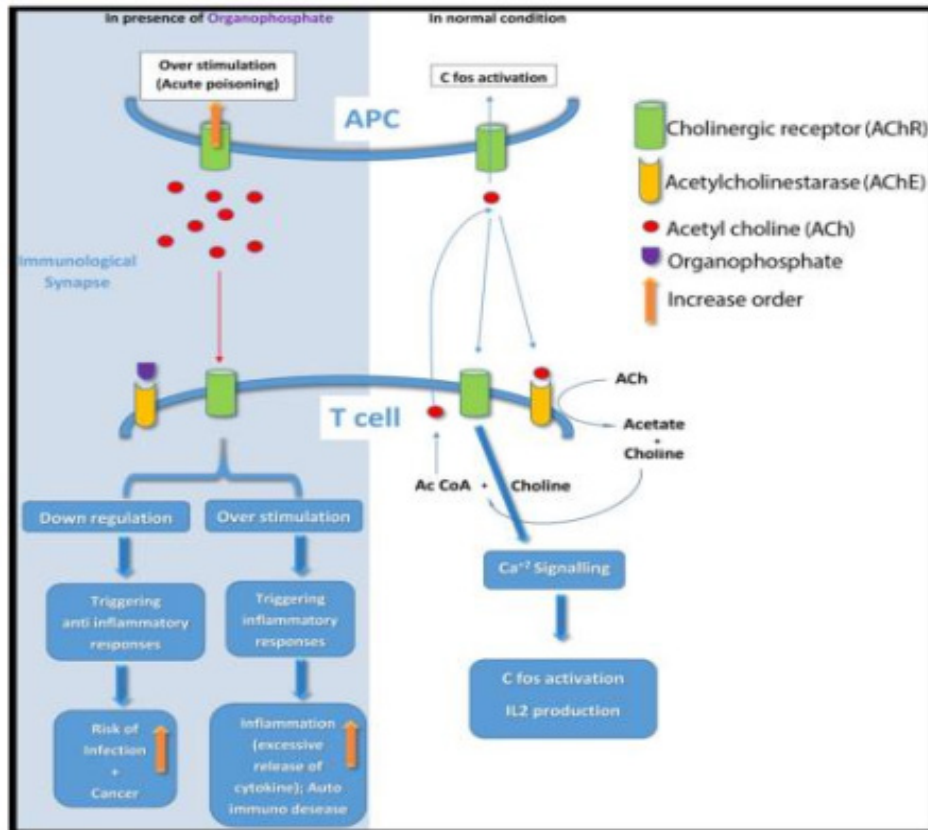 In presence of Organophosphate
In normal condition
Over stimulation
(Acute poisoning)
C fos activation
APC
Cholinergic receptor (AChR)
Acetylcholinestarase (AChE)
Acetyl choline (ACh)
Organophosphate
Increase order
Immunological
Synapse
T cell
ACh
Acetate
+
Choline
Ac CoA + Choline
Down regulation
Over stimulation
Ca+2 Signalling
Triggering
anti inflammatory
responses
Triggering
inflammatory
responses
C fos activation
IL2 production
Risk of
Infection
+
Cancer
Inflammation
(excessive
release of
cytokine); Auto
immuno desease